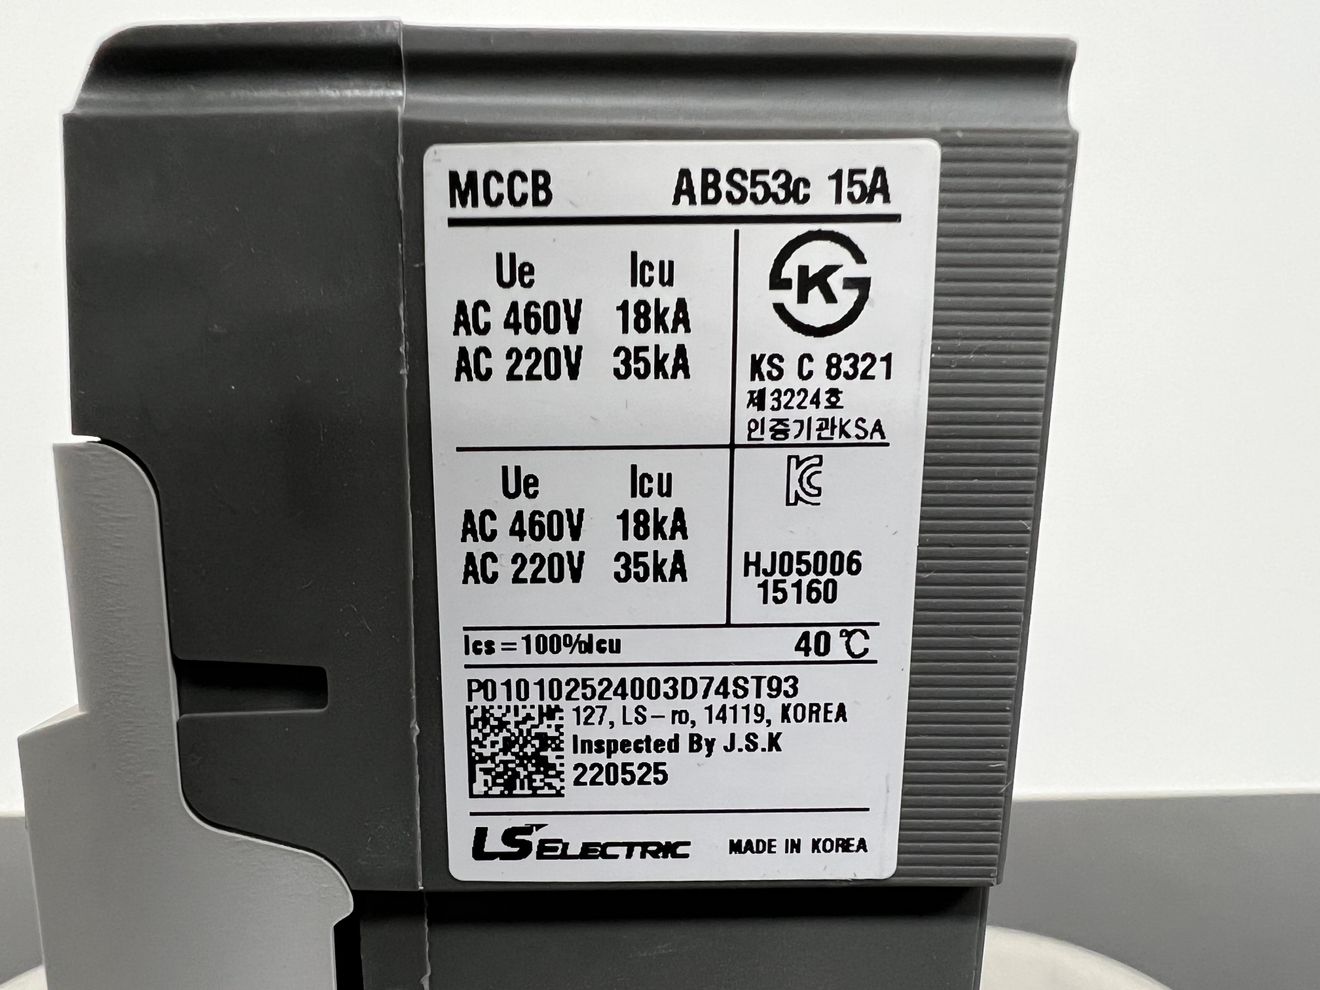 MCCB ABS53c 15A
Ue Icu
AC 460V 18kA
AC 220V 35kA
K
KS C 8321
제3224호
인증기관KSA
Ue Icu
AC 460V 18kA
AC 220V 35kA
KC
HJ05006
15160
Ics=100%Icu 40℃
P010102524003D74ST93
127, LS-ro, 14119, KOREA
Inspected By J.S.K
220525
LS ELECTRIC MADE IN KOREA